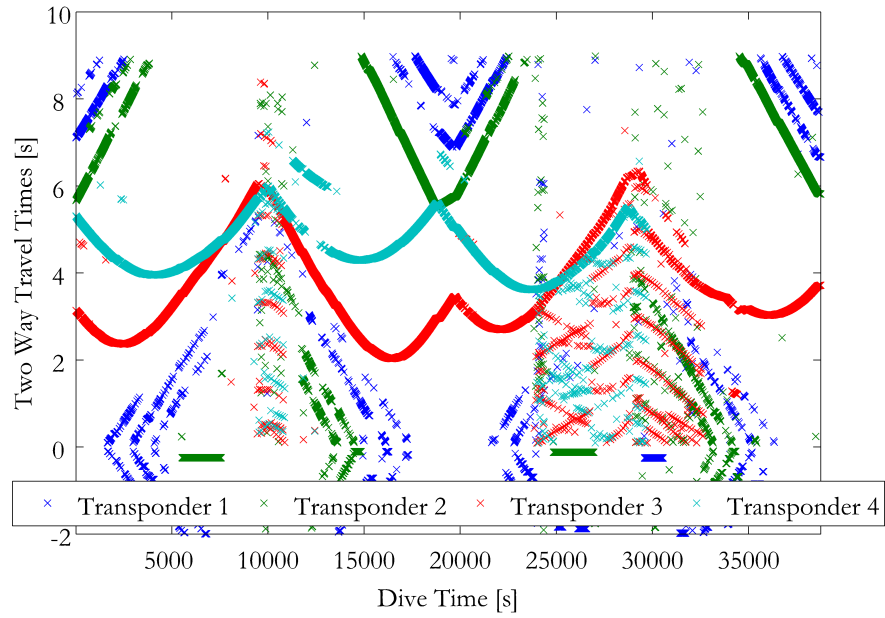 10
8
6
4
2
0
-2
Two Way Travel Times [s]
Transponder 1 Transponder 2 Transponder 3 Transponder 4
5000 10000 15000 20000 25000 30000 35000
Dive Time [s]